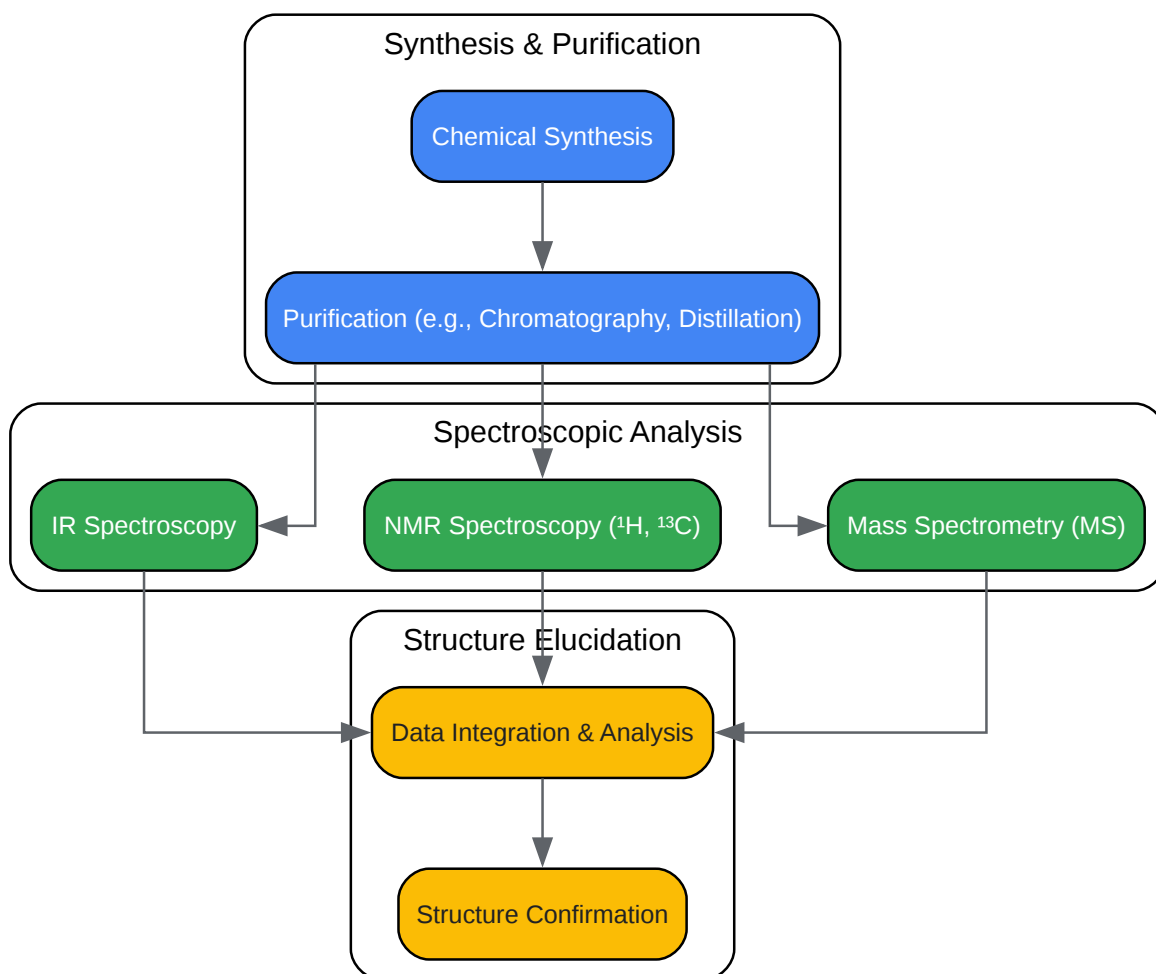 Synthesis & Purification
Chemical Synthesis
Purification (e.g., Chromatography, Distillation)
Spectroscopic Analysis
IR Spectroscopy
NMR Spectroscopy (¹H, ¹³C)
Mass Spectrometry (MS)
Structure Elucidation
Data Integration & Analysis
Structure Confirmation